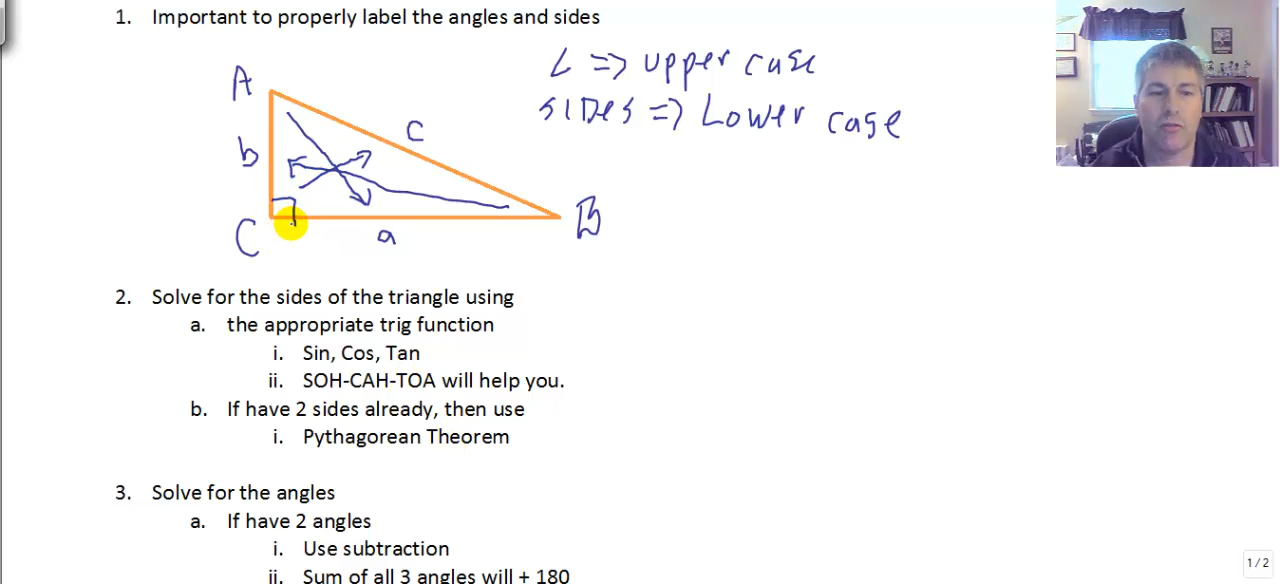 1. Important to properly label the angles and sides
∠ => upper case
SIDES => Lower case
A
c
b
C
B
a
2. Solve for the sides of the triangle using
a. the appropriate trig function
i. Sin, Cos, Tan
ii. SOH-CAH-TOA will help you.
b. If have 2 sides already, then use
i. Pythagorean Theorem
3. Solve for the angles
a. If have 2 angles
i. Use subtraction
ii. Sum of all 3 angles will + 180
1 / 2